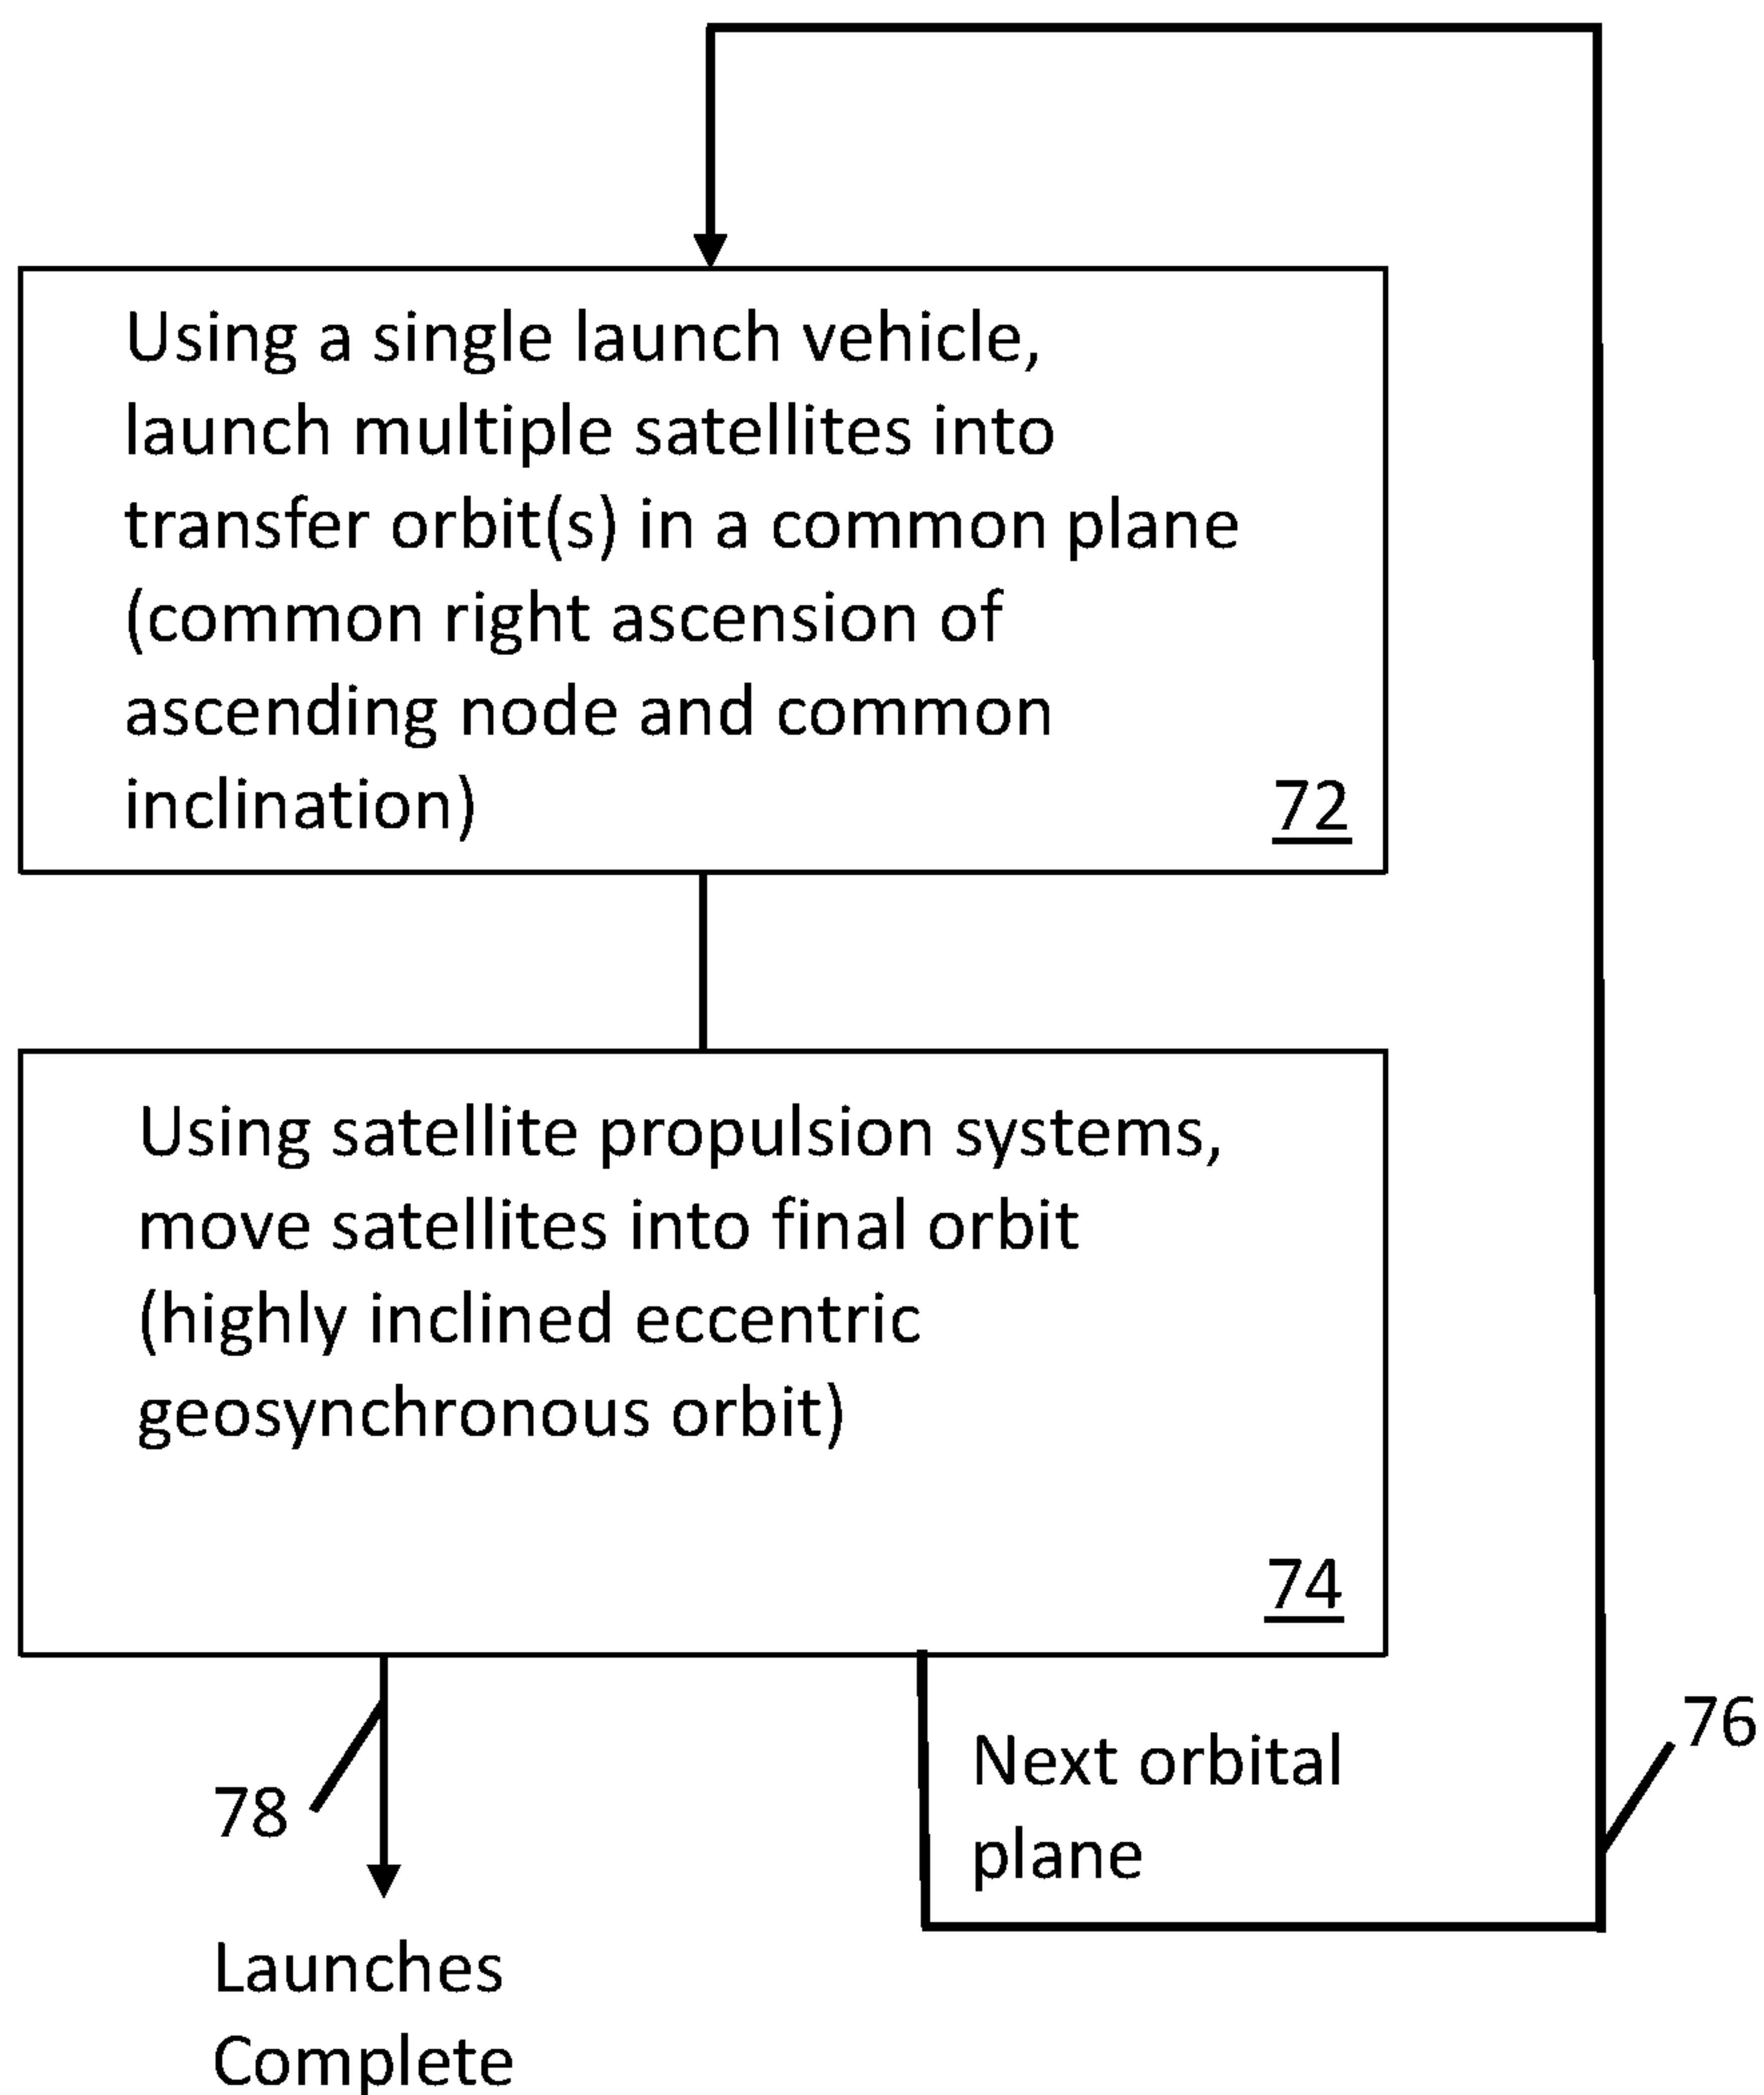 Using a single launch vehicle,
launch multiple satellites into
transfer orbit(s) in a common plane
(common right ascension of
ascending node and common
inclination)
72
Using satellite propulsion systems,
move satellites into final orbit
(highly inclined eccentric
geosynchronous orbit)
74
76
Next orbital
plane
78
Launches
Complete